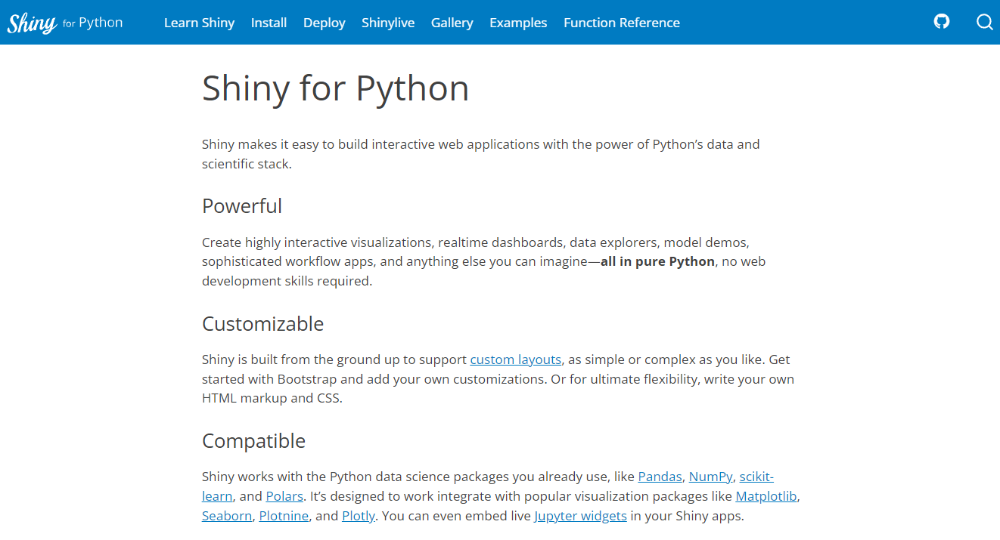 Shiny for Python Learn Shiny Install Deploy Shinylive Gallery Examples Function Reference
Shiny for Python
Shiny makes it easy to build interactive web applications with the power of Python’s data and
scientific stack.
Powerful
Create highly interactive visualizations, realtime dashboards, data explorers, model demos,
sophisticated workflow apps, and anything else you can imagine—all in pure Python, no web
development skills required.
Customizable
Shiny is built from the ground up to support custom layouts, as simple or complex as you like. Get
started with Bootstrap and add your own customizations. Or for ultimate flexibility, write your own
HTML markup and CSS.
Compatible
Shiny works with the Python data science packages you already use, like Pandas, NumPy, scikit-
learn, and Polars. It’s designed to work integrate with popular visualization packages like Matplotlib,
Seaborn, Plotnine, and Plotly. You can even embed live Jupyter widgets in your Shiny apps.